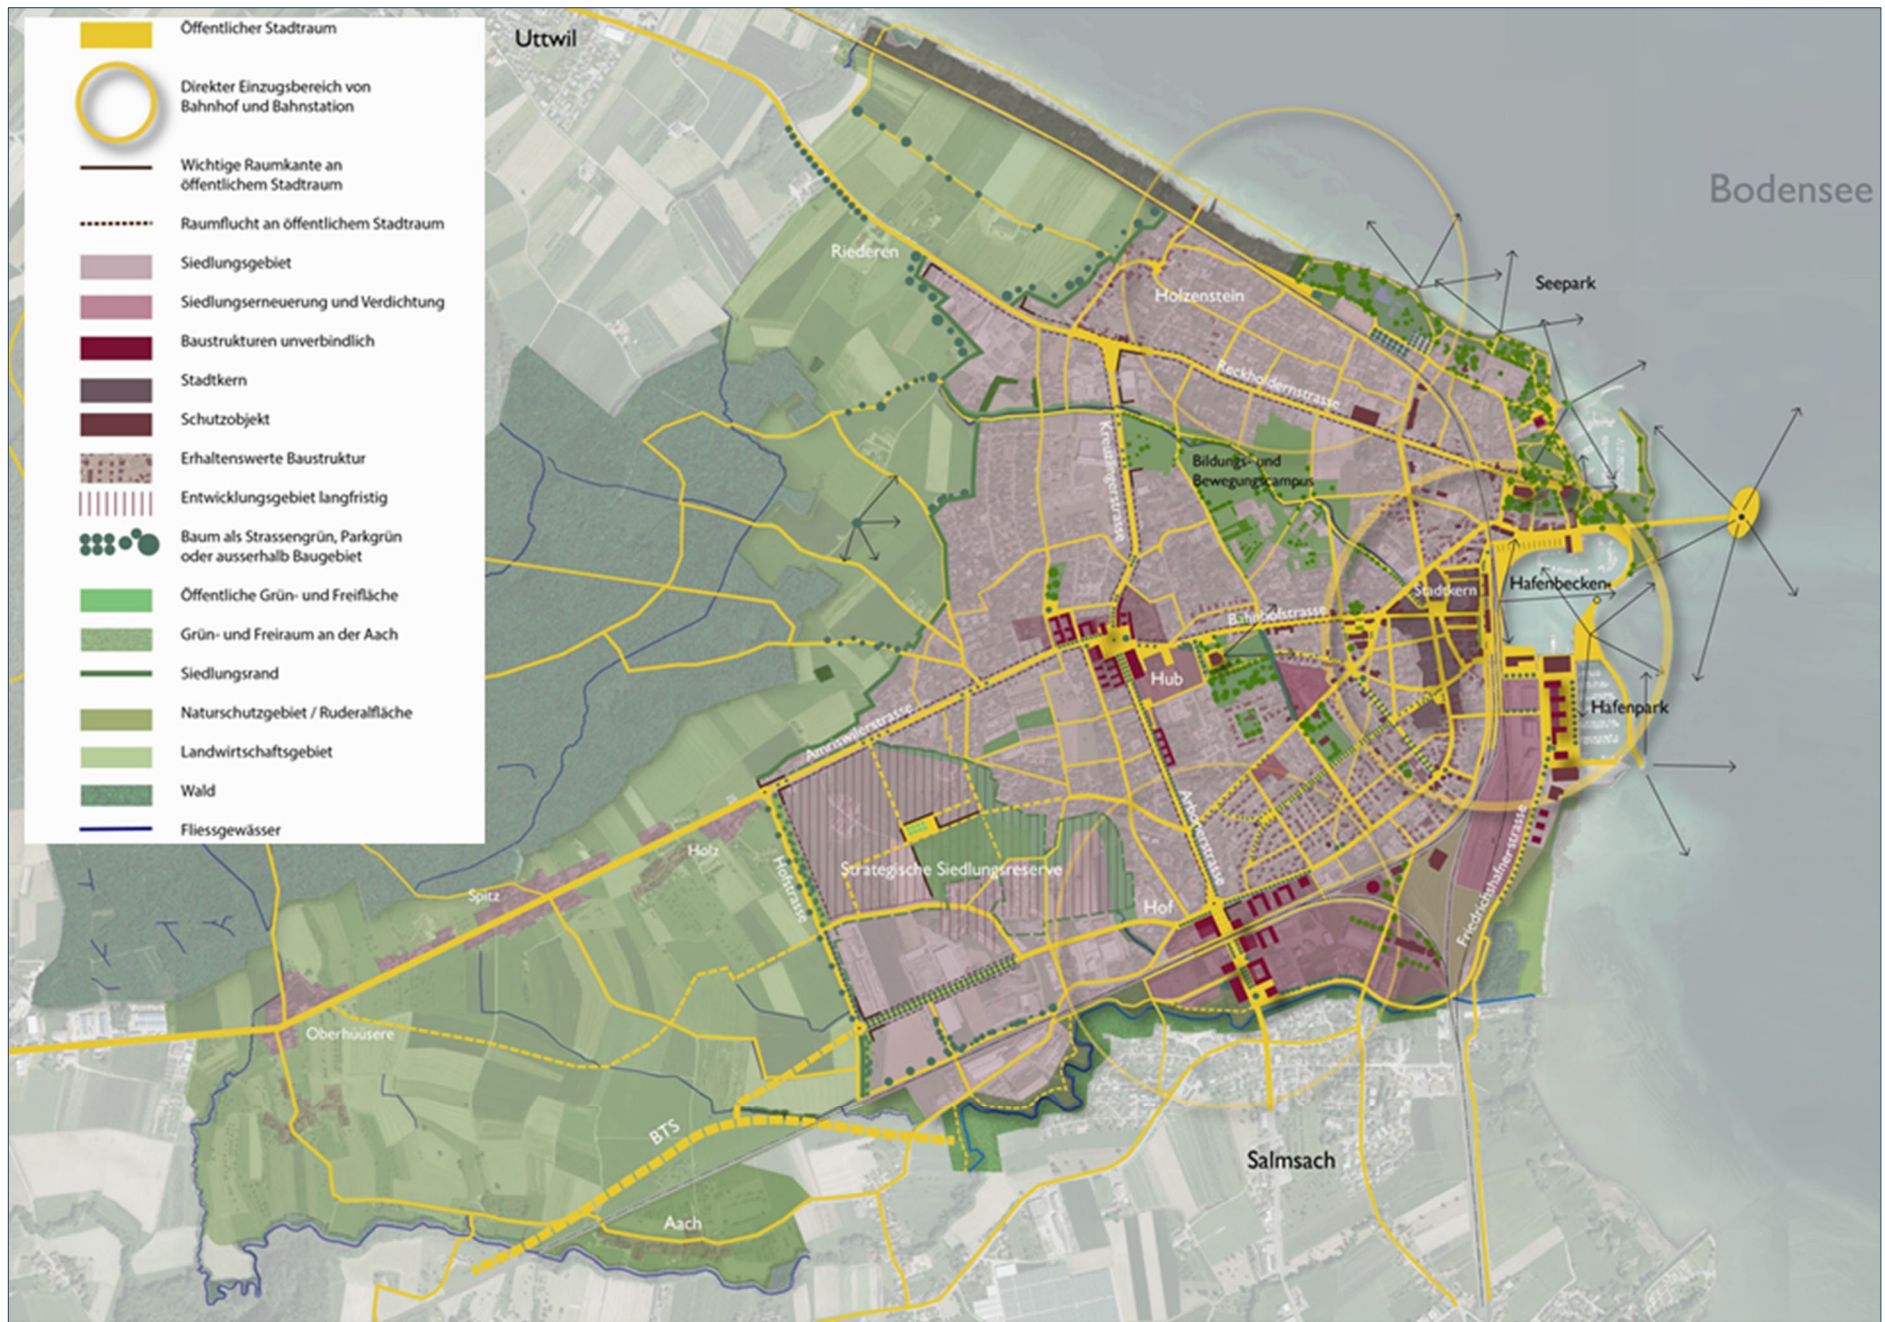 Öffentlicher Stadtraum
Direkter Einzugsbereich von
Bahnhof und Bahnstation
Wichtige Raumkante an
öffentlichem Stadtraum
Raumflucht an öffentlichem Stadtraum
Siedlungsgebiet
Siedlungserneuerung und Verdichtung
Baustrukturen unverbindlich
Stadtkern
Schutzobjekt
Erhaltenswerte Baustruktur
Entwicklungsgebiet langfristig
Baum als Strassengrün, Parkgrün
oder ausserhalb Baugebiet
Öffentliche Grün- und Freifläche
Grün- und Freiraum an der Aach
Siedlungsrand
Naturschutzgebiet / Ruderalfläche
Landwirtschaftsgebiet
Wald
Fliessgewässer
Uttwil
Bodensee
Riederen
Holzenstein
Seepark
Reckholdernstrasse
Kreuzlingerstrasse
Bildungs- und
Bewegungscampus
Hafenbecken
Stadtkern
Bahnhofstrasse
Hub
Hafenpark
Amriswilerstrasse
Arbonerstrasse
Friedrichshafnerstrasse
Holz
Hofstrasse
Strategische Siedlungsreserve
Spitz
Hof
Oberhüüsere
BTS
Salmsach
Aach